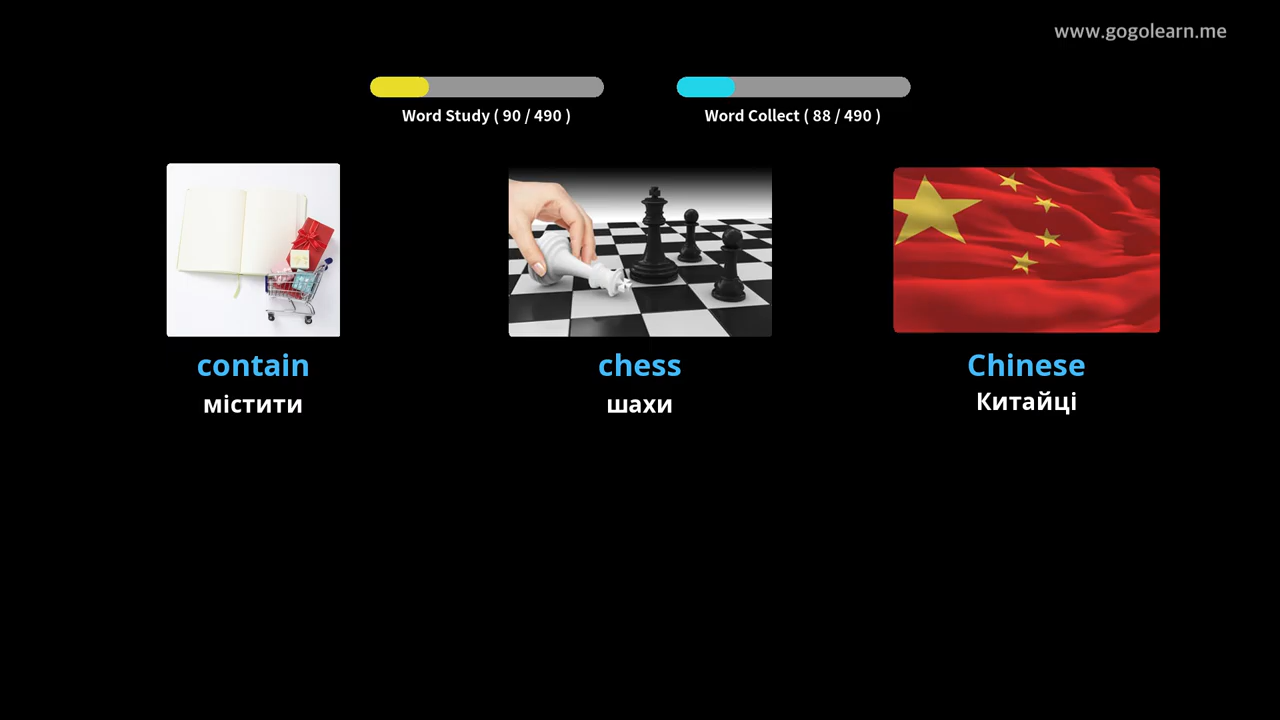 www.gogolearn.me
Word Study ( 90 / 490 )
Word Collect ( 88 / 490 )
contain
chess
Chinese
містити
шахи
Китайці